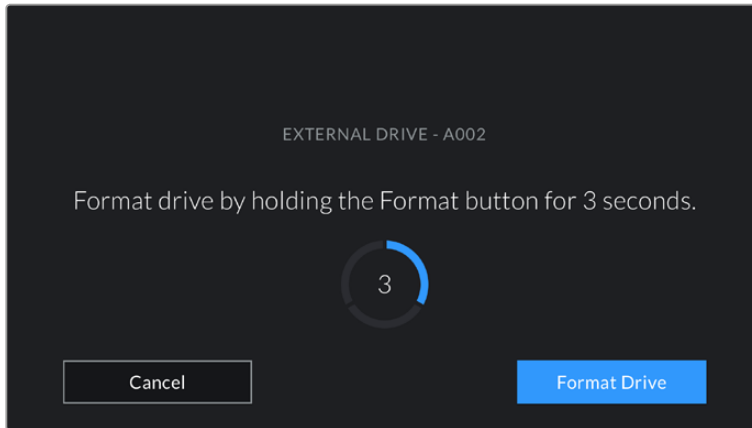 EXTERNAL DRIVE - A002
Format drive by holding the Format button for 3 seconds.
3
Cancel
Format Drive